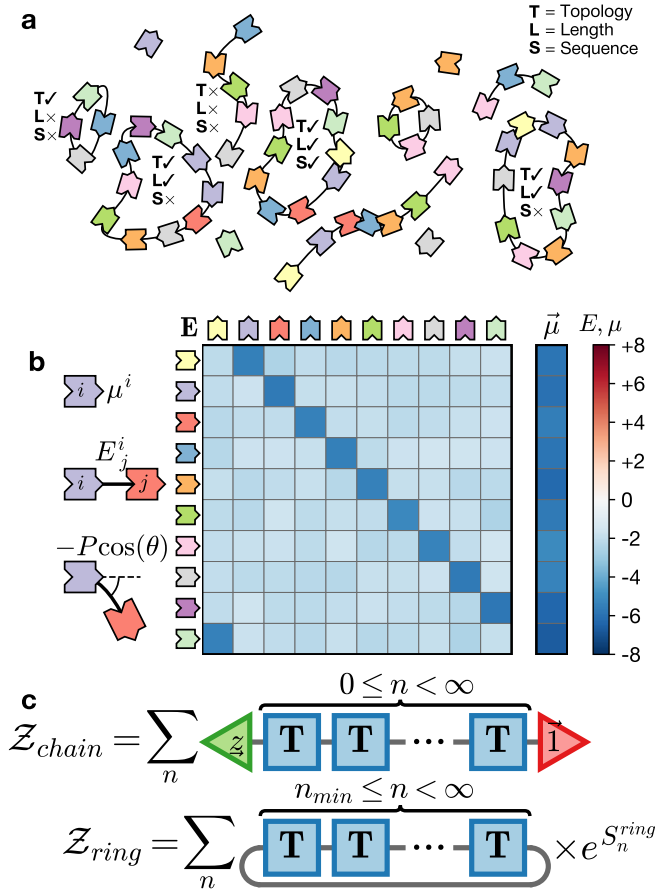 a
T = Topology
L = Length
S = Sequence
T✓
L×
S×
T×
L×
S×
T✓
L✓
S✓
T✓
L✓
S×
T✓
L✓
S×
b
E
μ⃗
E, μ
i
μ^i
E^i_j
i
j
−P cos(θ)
+8
+6
+4
+2
0
-2
-4
-6
-8
c
0 ≤ n < ∞
𝒵_chain = ∑_n z⃗ T T ··· T 1⃗
n_min ≤ n < ∞
𝒵_ring = ∑_n T T ··· T × e^{S_n^{ring}}